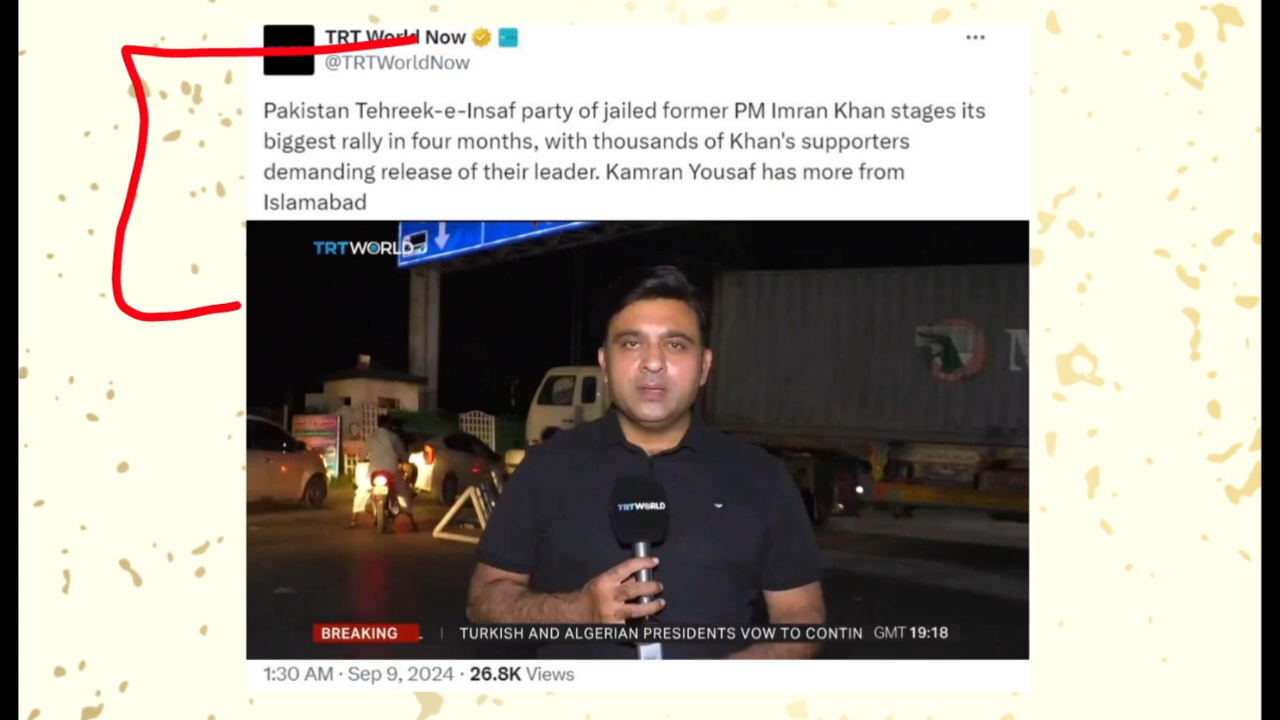 TRT World Now
@TRTWorldNow
Pakistan Tehreek-e-Insaf party of jailed former PM Imran Khan stages its
biggest rally in four months, with thousands of Khan's supporters
demanding release of their leader. Kamran Yousaf has more from
Islamabad
TRTWORLD
M
TRTWORLD
BREAKING
TURKISH AND ALGERIAN PRESIDENTS VOW TO CONTIN GMT 19:18
1:30 AM · Sep 9, 2024 · 26.8K Views